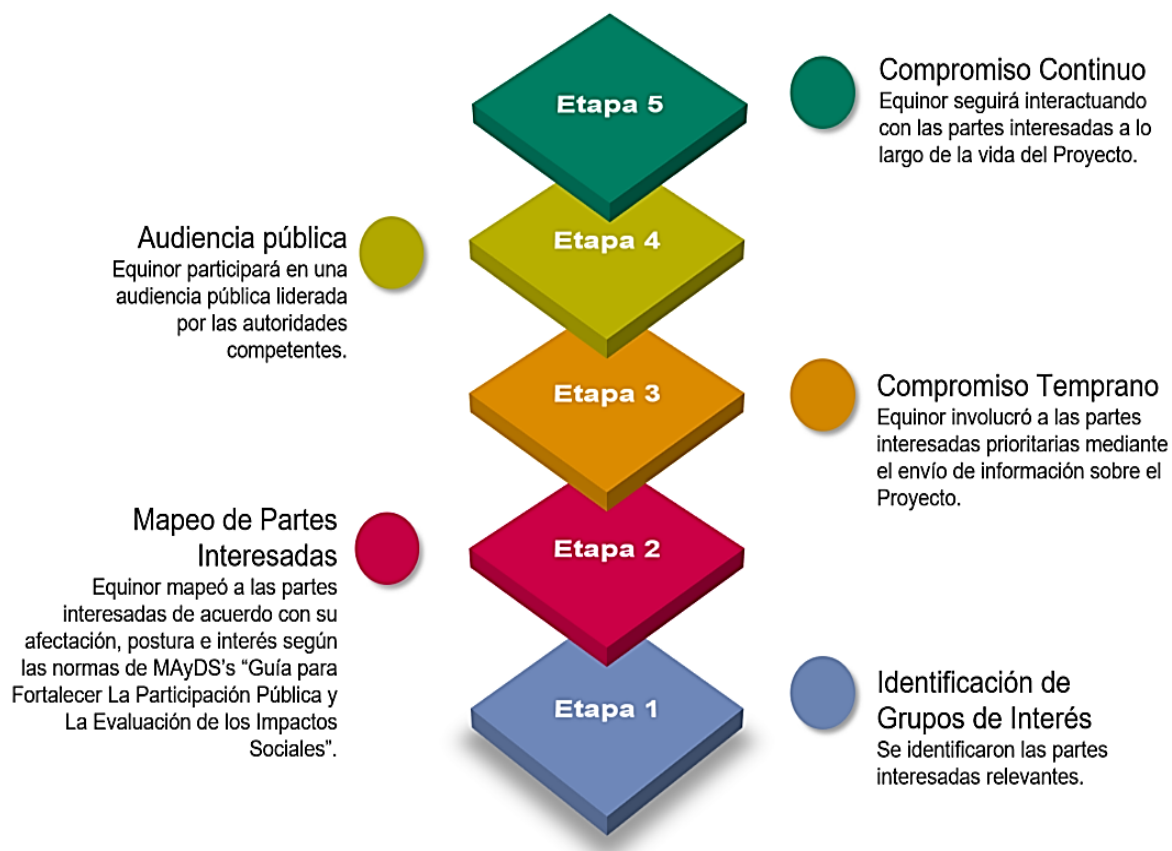 Etapa 5
Compromiso Continuo
Equinor seguirá interactuando
con las partes interesadas a lo
largo de la vida del Proyecto.
Audiencia pública
Equinor participará en una
audiencia pública liderada
por las autoridades
competentes.
Etapa 4
Etapa 3
Compromiso Temprano
Equinor involucró a las partes
interesadas prioritarias mediante
el envío de información sobre el
Proyecto.
Mapeo de Partes
Interesadas
Equinor mapeó a las partes
interesadas de acuerdo con su
afectación, postura e interés según
las normas de MAyDS's “Guía para
Fortalecer La Participación Pública y
La Evaluación de los Impactos
Sociales”.
Etapa 2
Etapa 1
Identificación de
Grupos de Interés
Se identificaron las partes
interesadas relevantes.